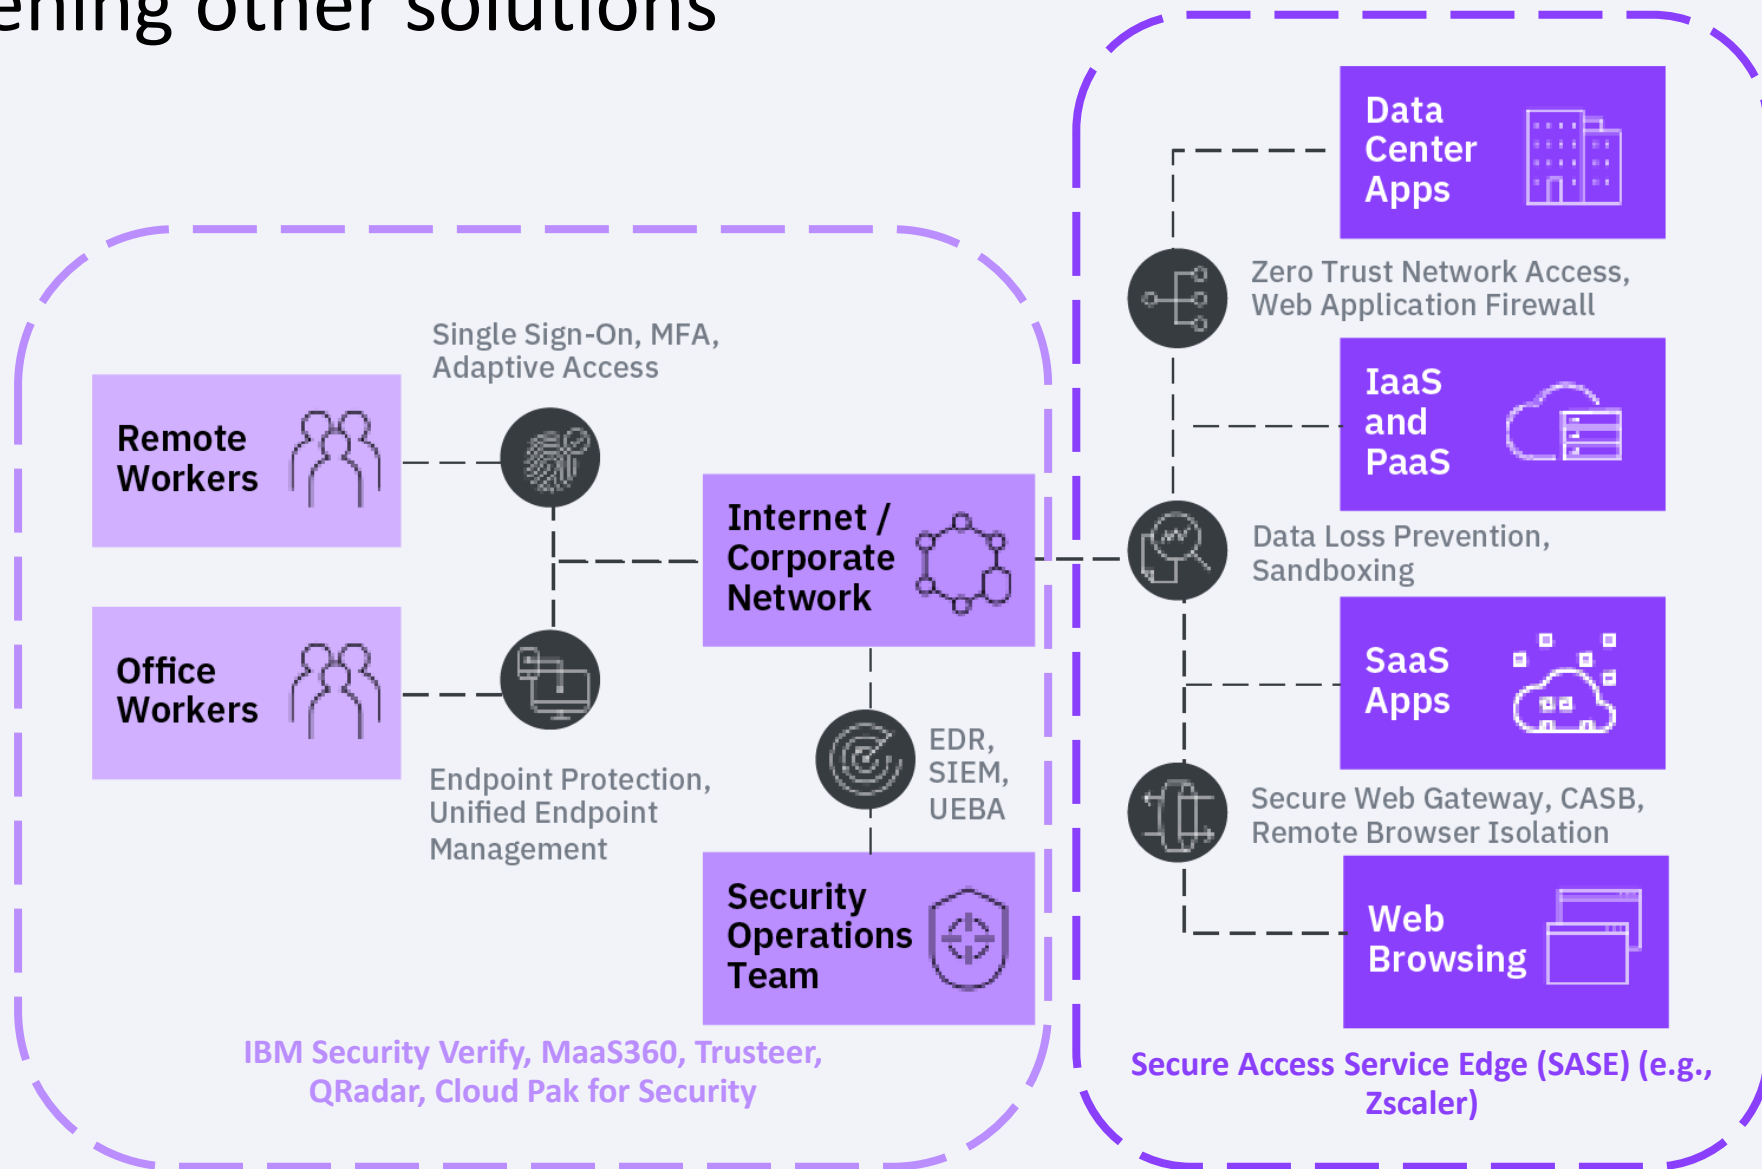 other solutions
Data
Center
Apps
Zero Trust Network Access,
Web Application Firewall
Single Sign-On, MFA,
Adaptive Access
IaaS
and
PaaS
Remote
Workers
Internet /
Corporate
Network
Data Loss Prevention,
Sandboxing
Office
Workers
SaaS
Apps
EDR,
SIEM,
UEBA
Endpoint Protection,
Unified Endpoint
Management
Secure Web Gateway, CASB,
Remote Browser Isolation
Security
Operations
Team
Web
Browsing
IBM Security Verify, MaaS360, Trusteer,
QRadar, Cloud Pak for Security
Secure Access Service Edge (SASE) (e.g.,
Zscaler)